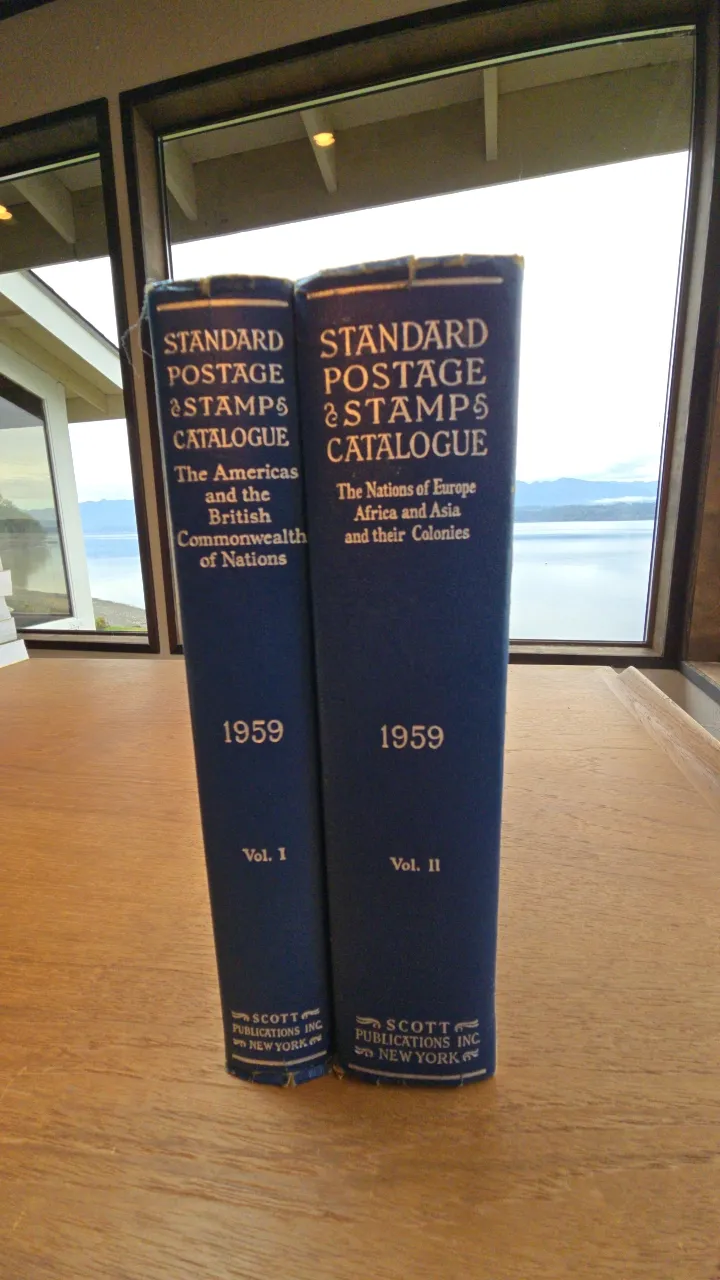 STANDARD
POSTAGE
STAMP
CATALOGUE
The Americas
and the
British
Commonwealth
of Nations
1959
Vol. I
SCOTT
PUBLICATIONS INC.
NEW YORK
STANDARD
POSTAGE
STAMP
CATALOGUE
The Nations of Europe
Africa and Asia
and their Colonies
1959
Vol. II
SCOTT
PUBLICATIONS INC.
NEW YORK